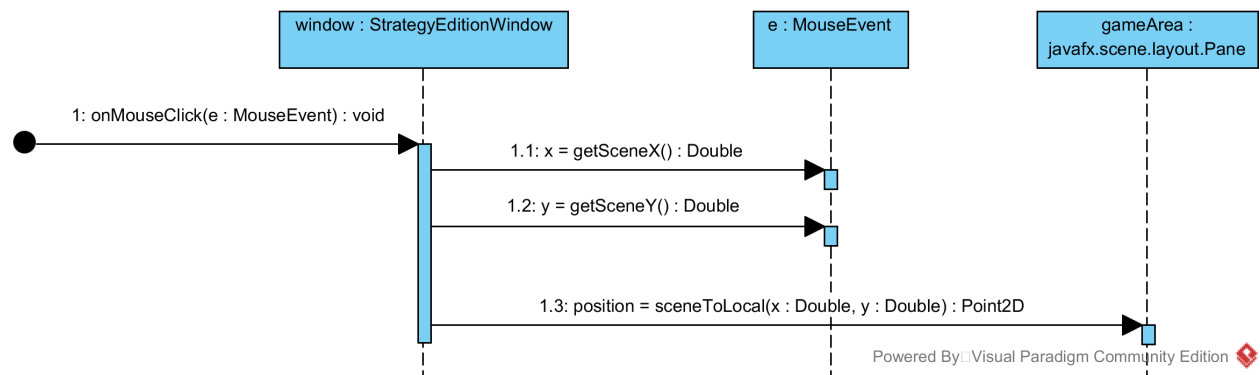 window : StrategyEditionWindow
e : MouseEvent
gameArea :
javafx.scene.layout.Pane
1: onMouseClick(e : MouseEvent) : void
1.1: x = getSceneX() : Double
1.2: y = getSceneY() : Double
1.3: position = sceneToLocal(x : Double, y : Double) : Point2D
Powered By Visual Paradigm Community Edition